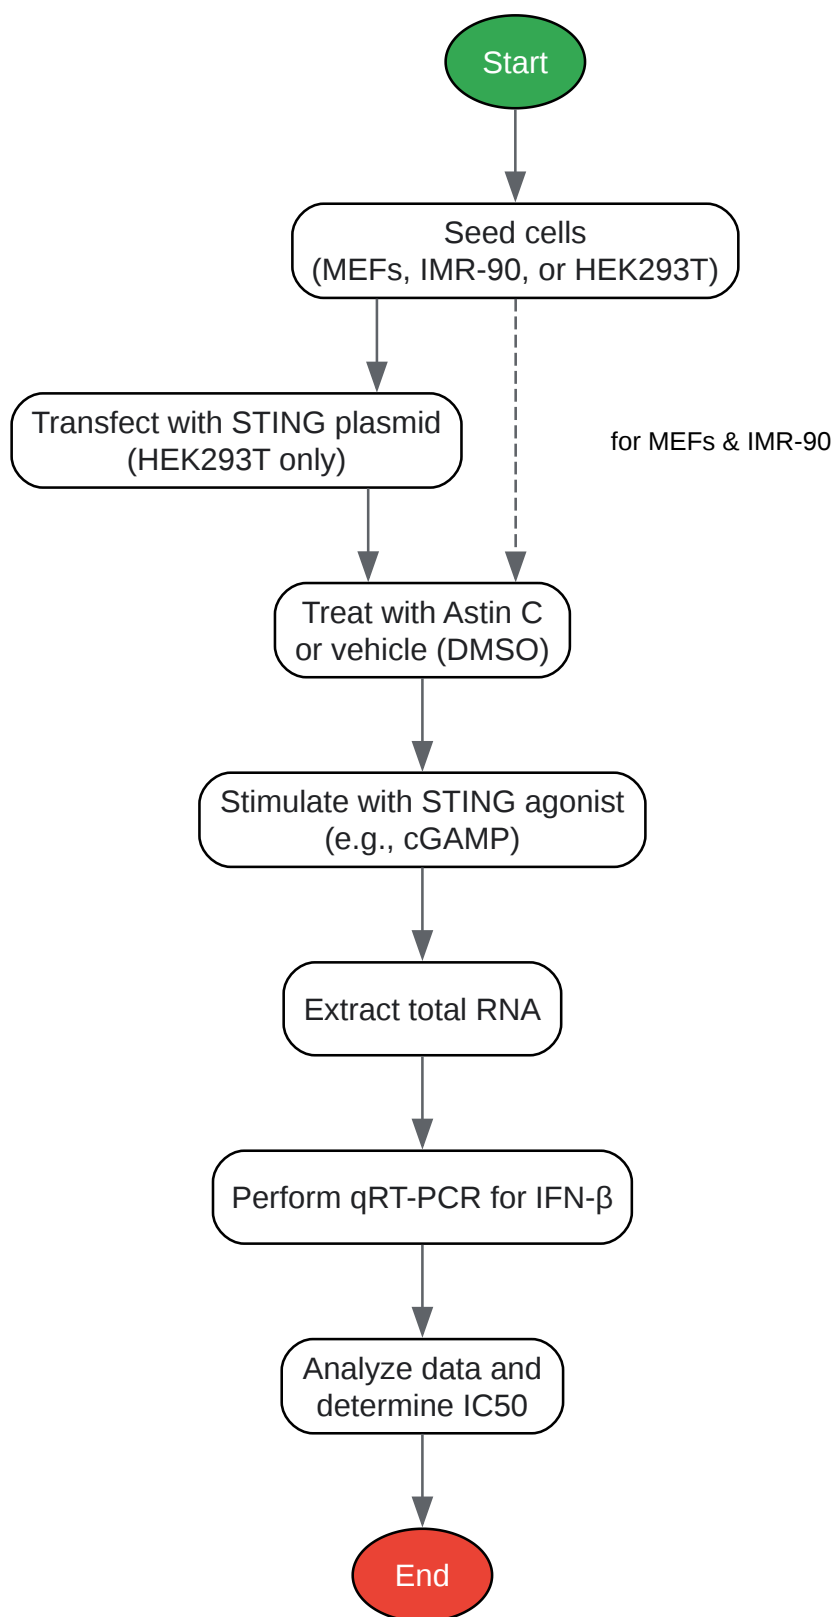 Start
Seed cells
(MEFs, IMR-90, or HEK293T)
Transfect with STING plasmid
(HEK293T only)
for MEFs & IMR-90
Treat with Astin C
or vehicle (DMSO)
Stimulate with STING agonist
(e.g., cGAMP)
Extract total RNA
Perform qRT-PCR for IFN-β
Analyze data and
determine IC50
End